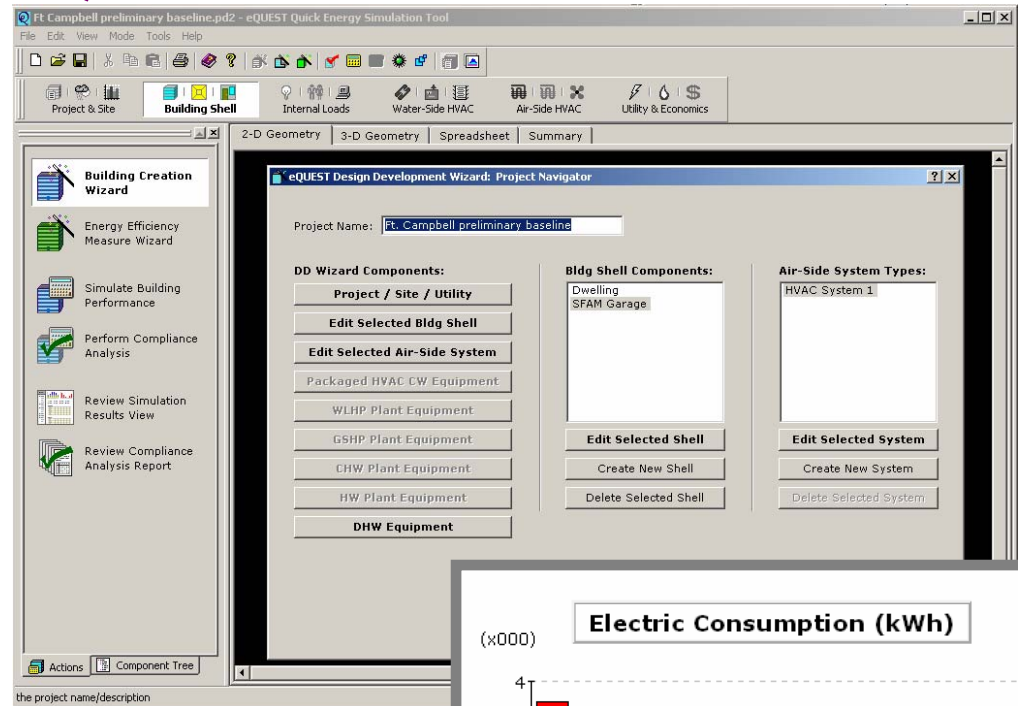 Ft Campbell preliminary baseline.pd2 - eQUEST Quick Energy Simulation Tool
File Edit View Mode Tools Help
Project & Site
Building Shell
Internal Loads
Water-Side HVAC
Air-Side HVAC
Utility & Economics
2-D Geometry
3-D Geometry
Spreadsheet
Summary
Building Creation
Wizard
Energy Efficiency
Measure Wizard
Simulate Building
Performance
Perform Compliance
Analysis
Review Simulation
Results View
Review Compliance
Analysis Report
eQUEST Design Development Wizard: Project Navigator
Project Name: Ft. Campbell preliminary baseline
DD Wizard Components:
Project / Site / Utility
Edit Selected Bldg Shell
Edit Selected Air-Side System
Packaged HVAC CW Equipment
WLHP Plant Equipment
GSHP Plant Equipment
CHW Plant Equipment
HW Plant Equipment
DHW Equipment
Bldg Shell Components:
Dwelling
SFAM Garage
Edit Selected Shell
Create New Shell
Delete Selected Shell
Air-Side System Types:
HVAC System 1
Edit Selected System
Create New System
Delete Selected System
Electric Consumption (kWh)
(x000)
4
Actions
Component Tree
the project name/description